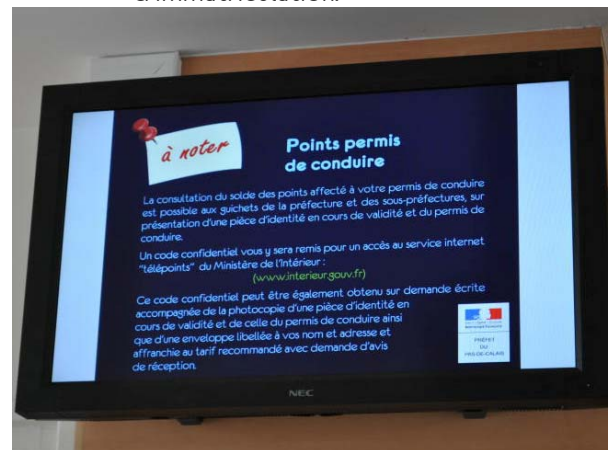 à noter
Points permis
de conduire
La consultation du solde des points affecté à votre permis de conduire
est possible aux guichets de la préfecture et des sous-préfectures, sur
présentation d'une pièce d'identité en cours de validité et du permis de
conduire.
Un code confidentiel vous y sera remis pour un accès au service internet
"télépoints" du Ministère de l'Intérieur :
(www.interieur.gouv.fr)
Ce code confidentiel peut être également obtenu sur demande écrite
accompagnée de la photocopie d'une pièce d'identité en
cours de validité et de celle du permis de conduire ainsi
que d'une enveloppe libellée à vos nom et adresse et
affranchie au tarif recommandé avec demande d'avis
de réception.
PRÉFET
DU
PAS-DE-CALAIS
NEC